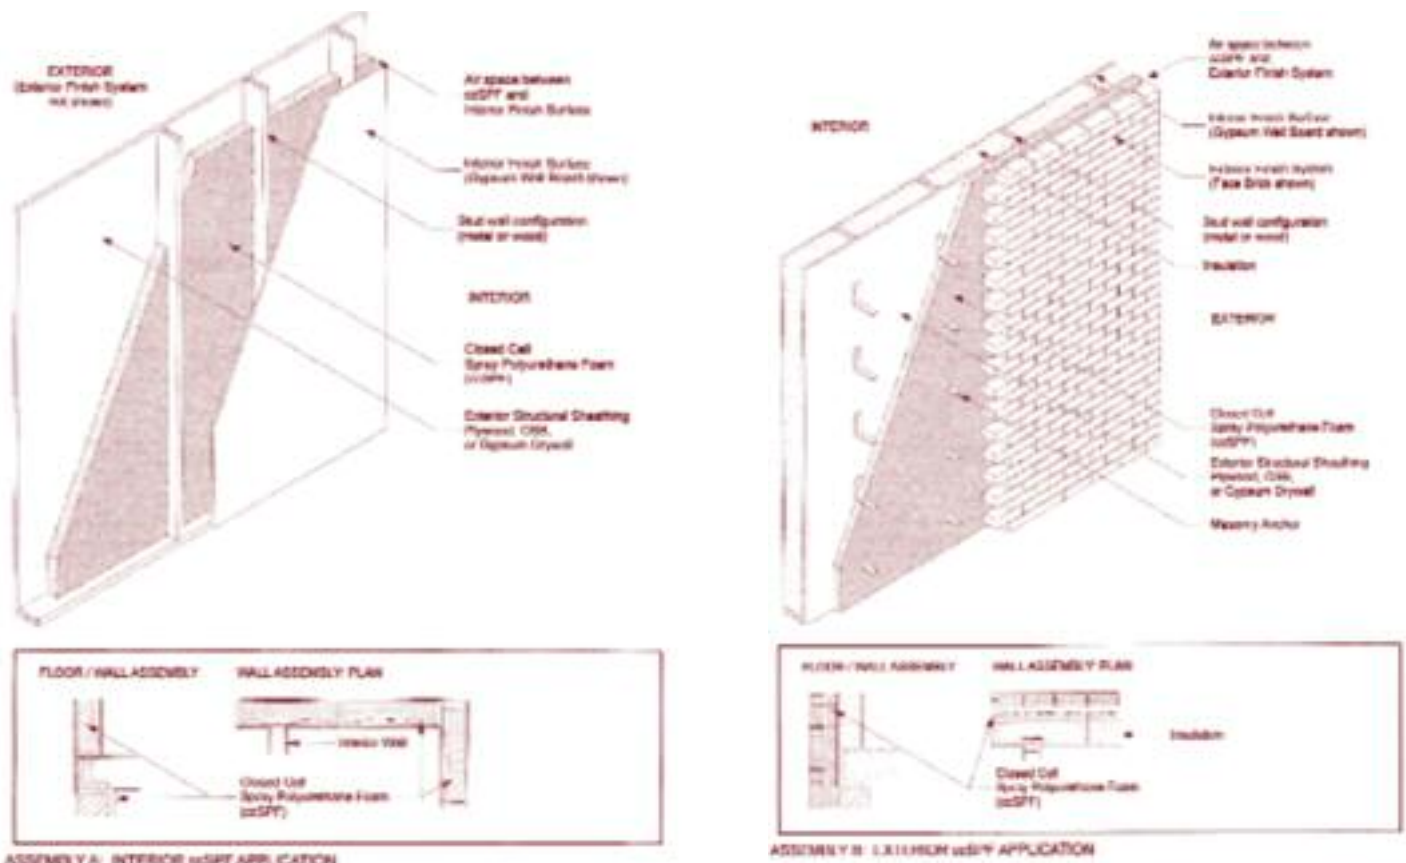 EXTERIOR
(Exterior Finish System
not shown)
Air space between
ccSPF and
Interior Finish Surface
Interior Finish Surface
(Gypsum Wall Board shown)
Stud wall configuration
(metal or wood)
INTERIOR
Closed Cell
Spray Polyurethane Foam
(ccSPF)
Exterior Structural Sheathing
Plywood, OSB,
or Gypsum Drywall
FLOOR / WALL ASSEMBLY
WALL ASSEMBLY PLAN
Interior Wall
Closed Cell
Spray Polyurethane Foam
(ccSPF)
ASSEMBLY A: INTERIOR ccSPF APPLICATION
INTERIOR
Air space between
ccSPF and
Exterior Finish System
Interior Finish Surface
(Gypsum Wall Board shown)
Exterior Finish System
(Face Brick shown)
Stud wall configuration
(metal or wood)
Insulation
EXTERIOR
Closed Cell
Spray Polyurethane Foam
(ccSPF)
Exterior Structural Sheathing
Plywood, OSB,
or Gypsum Drywall
Masonry Anchor
FLOOR / WALL ASSEMBLY
WALL ASSEMBLY PLAN
Insulation
Closed Cell
Spray Polyurethane Foam
(ccSPF)
ASSEMBLY B: EXTERIOR ccSPF APPLICATION